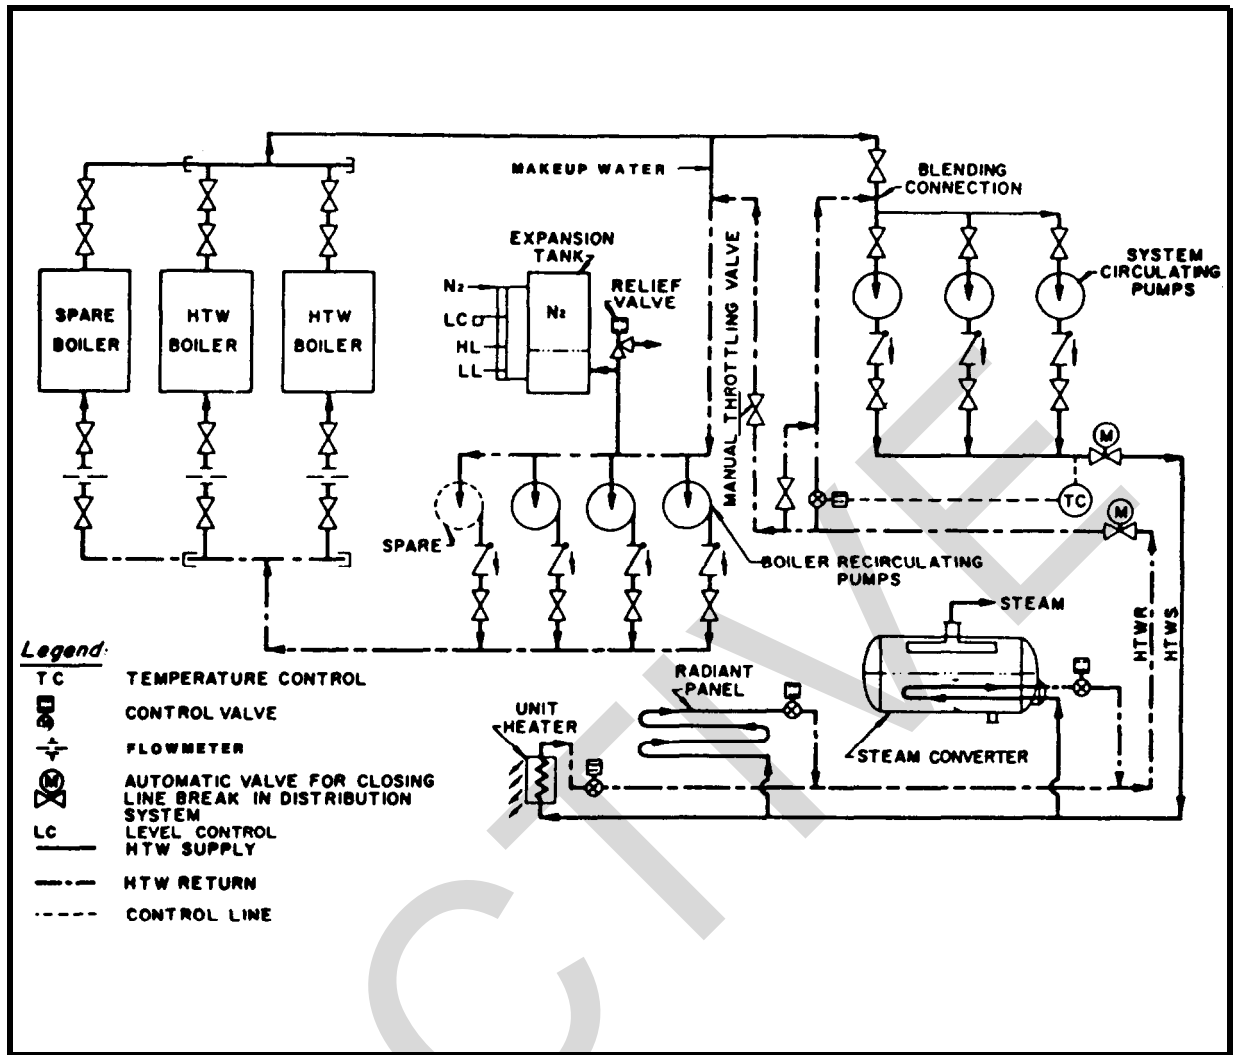 MAKEUP WATER
BLENDING
CONNECTION
EXPANSION
TANK
RELIEF
VALVE
SYSTEM
CIRCULATING
PUMPS
N2
LC
HL
LL
N2
SPARE
BOILER
HTW
BOILER
HTW
BOILER
MANUAL THROTTLING VALVE
M
TC
M
SPARE
BOILER RECIRCULATING
PUMPS
STEAM
HTWR
HTWS
RADIANT
PANEL
UNIT
HEATER
STEAM CONVERTER
Legend:
TC TEMPERATURE CONTROL
CONTROL VALVE
FLOWMETER
M AUTOMATIC VALVE FOR CLOSING
LINE BREAK IN DISTRIBUTION
SYSTEM
LC LEVEL CONTROL
HTW SUPPLY
HTW RETURN
CONTROL LINE
CTIVE